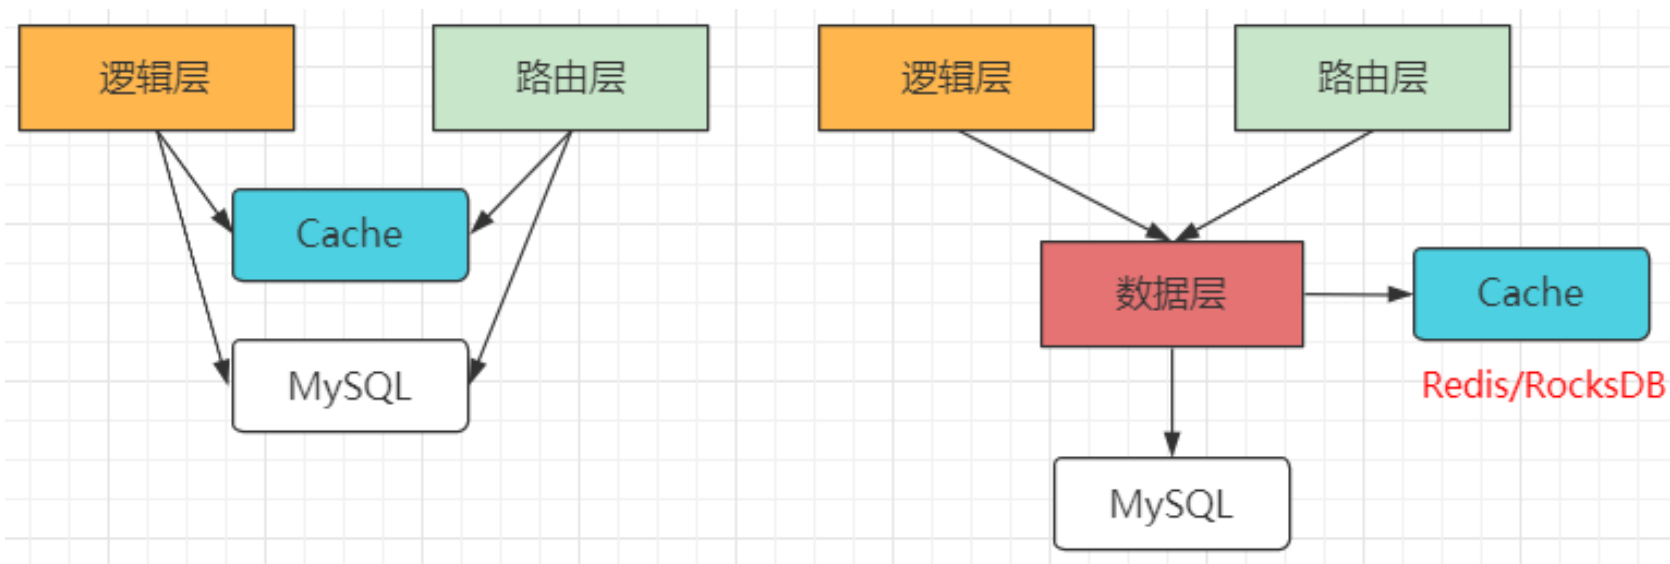 逻辑层
路由层
Cache
MySQL
逻辑层
路由层
数据层
Cache
Redis/RocksDB
MySQL